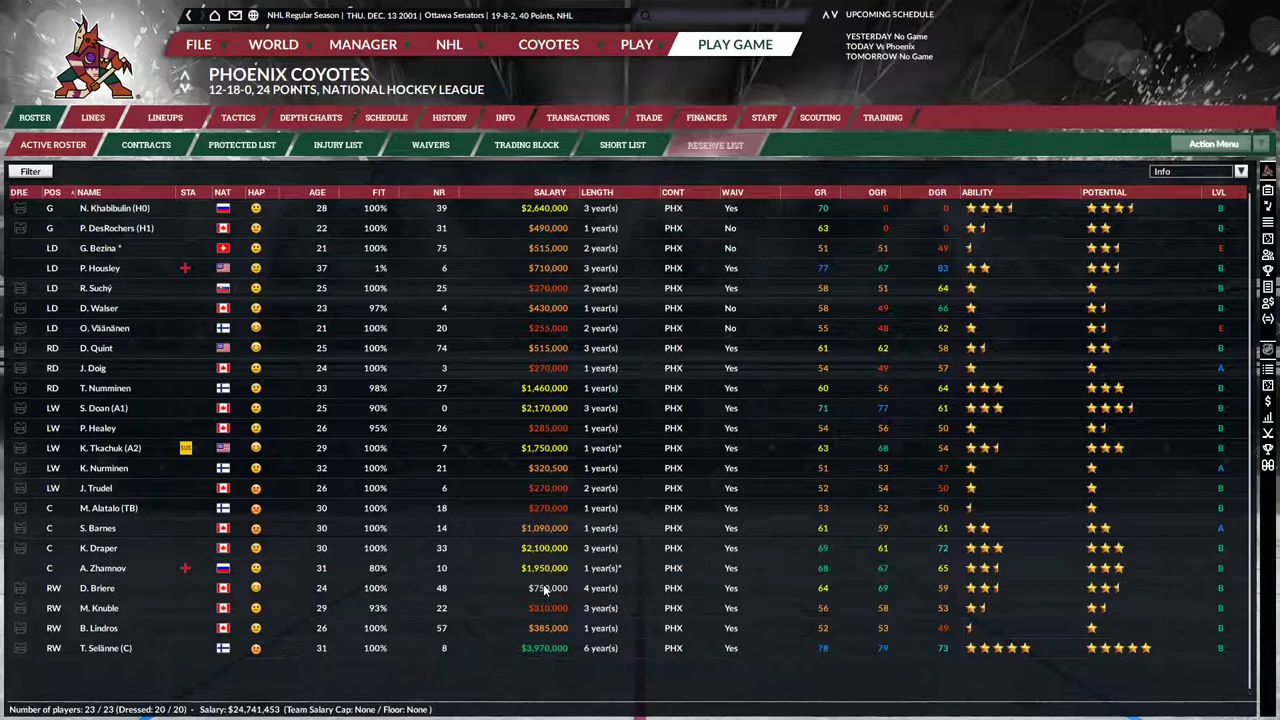 NHL Regular Season | THU. DEC. 13 2001 | Ottawa Senators | 19-8-2, 40 Points, NHL
UPCOMING SCHEDULE
YESTERDAY No Game
TODAY Vs Phoenix
TOMORROW No Game
FILE WORLD MANAGER NHL COYOTES PLAY PLAY GAME
PHOENIX COYOTES
12-18-0, 24 POINTS, NATIONAL HOCKEY LEAGUE
ROSTER LINES LINEUPS TACTICS DEPTH CHARTS SCHEDULE HISTORY INFO TRANSACTIONS TRADE FINANCES STAFF SCOUTING TRAINING
ACTIVE ROSTER CONTRACTS PROTECTED LIST INJURY LIST WAIVERS TRADING BLOCK SHORT LIST RESERVE LIST Action Menu
Filter Info
DRE POS NAME STA NAT HAP AGE FIT NR SALARY LENGTH CONT WAIV GR OGR DGR ABILITY POTENTIAL LVL
G N. Khabibulin (H0) 28 100% 39 $2,640,000 3 year(s) PHX Yes 70 0 0 B
G P. DesRochers (H1) 22 100% 31 $490,000 1 year(s) PHX No 63 0 0 B
LD G. Bezina * 21 100% 75 $515,000 2 year(s) PHX No 51 51 49 E
LD P. Housley 37 1% 6 $710,000 3 year(s) PHX Yes 77 67 83 B
LD R. Suchý 25 100% 25 $270,000 2 year(s) PHX Yes 58 51 64 B
LD D. Walser 23 97% 4 $430,000 1 year(s) PHX No 58 49 66 B
LD O. Väänänen 21 100% 20 $255,000 2 year(s) PHX No 55 48 62 E
RD D. Quint 25 100% 74 $515,000 3 year(s) PHX Yes 61 62 58 B
RD J. Doig 24 100% 3 $270,000 1 year(s) PHX Yes 54 49 57 A
RD T. Numminen 33 98% 27 $1,460,000 1 year(s) PHX Yes 60 56 64 B
LW S. Doan (A1) 25 90% 0 $2,170,000 3 year(s) PHX Yes 71 77 61 B
LW P. Healey 26 95% 26 $285,000 1 year(s) PHX Yes 54 56 50 B
LW K. Tkachuk (A2) SUS 29 100% 7 $1,750,000 1 year(s)* PHX Yes 63 68 54 B
LW K. Nurminen 32 100% 21 $320,500 1 year(s) PHX Yes 51 53 47 A
LW J. Trudel 26 100% 6 $270,000 2 year(s) PHX Yes 52 54 50 B
C M. Alatalo (TB) 30 100% 18 $270,000 1 year(s) PHX Yes 53 52 50 B
C S. Barnes 30 100% 14 $1,090,000 1 year(s) PHX Yes 61 59 61 A
C K. Draper 30 100% 33 $2,100,000 3 year(s) PHX Yes 69 61 72 B
C A. Zhamnov 31 80% 10 $1,950,000 1 year(s)* PHX Yes 68 67 65 B
RW D. Briere 24 100% 48 4 year(s) PHX Yes 64 69 59 B
RW M. Knuble 29 93% 22 $310,000 3 year(s) PHX Yes 56 58 53 B
RW B. Lindros 26 100% 57 $385,000 1 year(s) PHX Yes 52 53 49 B
RW T. Selänne (C) 31 100% 8 $3,970,000 6 year(s) PHX Yes 78 79 73 B
Number of players: 23 / 23 (Dressed: 20 / 20) · Salary: $24,741,453 (Team Salary Cap: None / Floor: None )